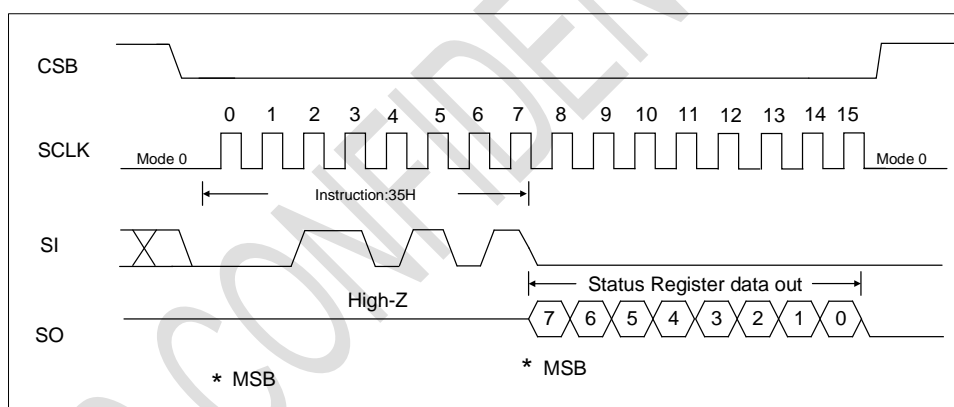 CSB
0 1 2 3 4 5 6 7 8 9 10 11 12 13 14 15
SCLK
Mode 0
Mode 0
Instruction:35H
SI
Status Register data out
High-Z
SO
7 6 5 4 3 2 1 0
* MSB
* MSB
CONFIDEN